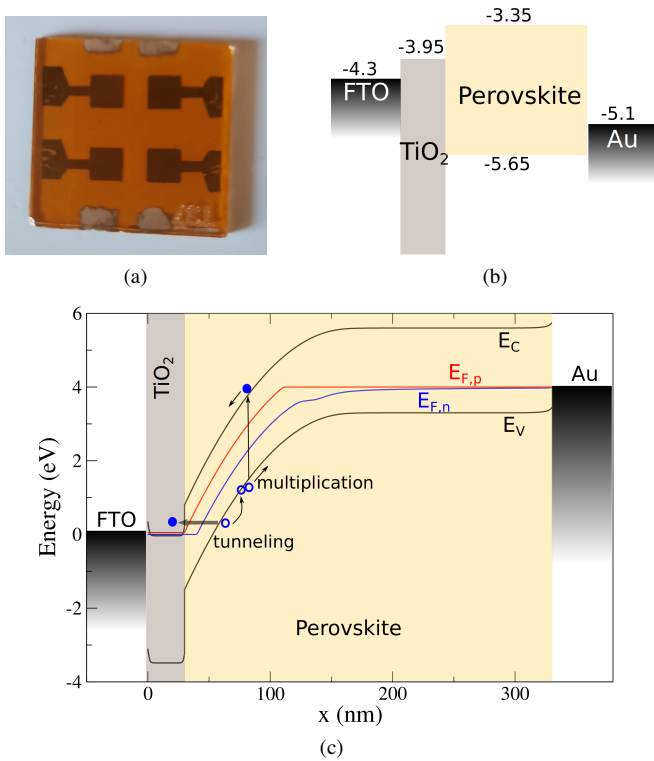 -3.35
-3.95
-4.3
FTO
Perovskite
-5.1
Au
TiO2
-5.65
(a)
(b)
6
4
2
0
-2
-4
Energy (eV)
TiO2
EC
EF,p
Au
EF,n
EV
multiplication
FTO
tunneling
Perovskite
0
100
200
300
x (nm)
(c)